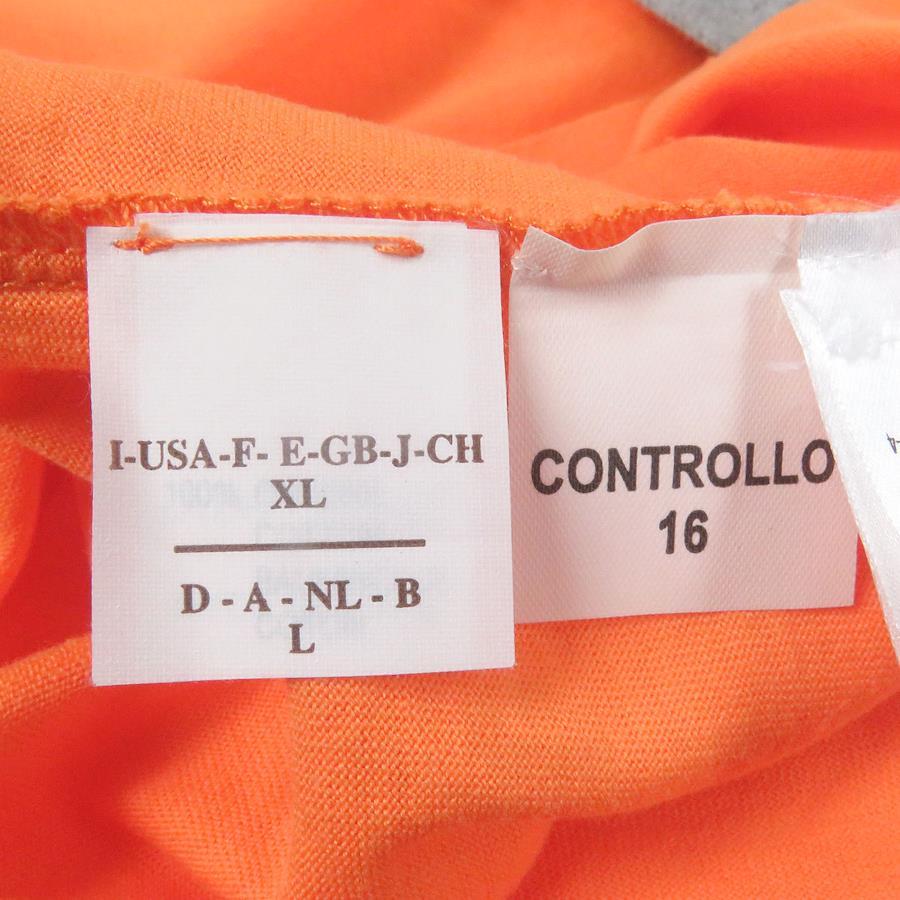 I-USA-F- E-GB-J-CH
XL
D - A - NL - B
L
CONTROLLO
16